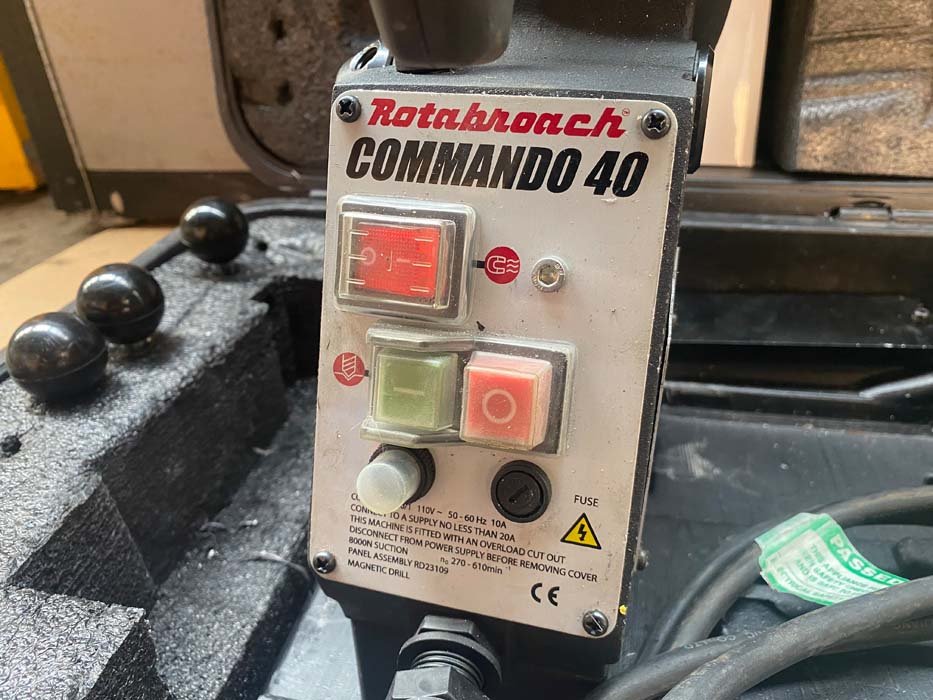 Rotabroach™
COMMANDO 40
FUSE
110V ~ 50 - 60 Hz 10A
CONNECT TO A SUPPLY NO LESS THAN 20A
THIS MACHINE IS FITTED WITH AN OVERLOAD CUT OUT
DISCONNECT FROM POWER SUPPLY BEFORE REMOVING COVER
8000N SUCTION n₀ 270 - 610min⁻¹
PANEL ASSEMBLY RD23109
MAGNETIC DRILL
CE
PASSED